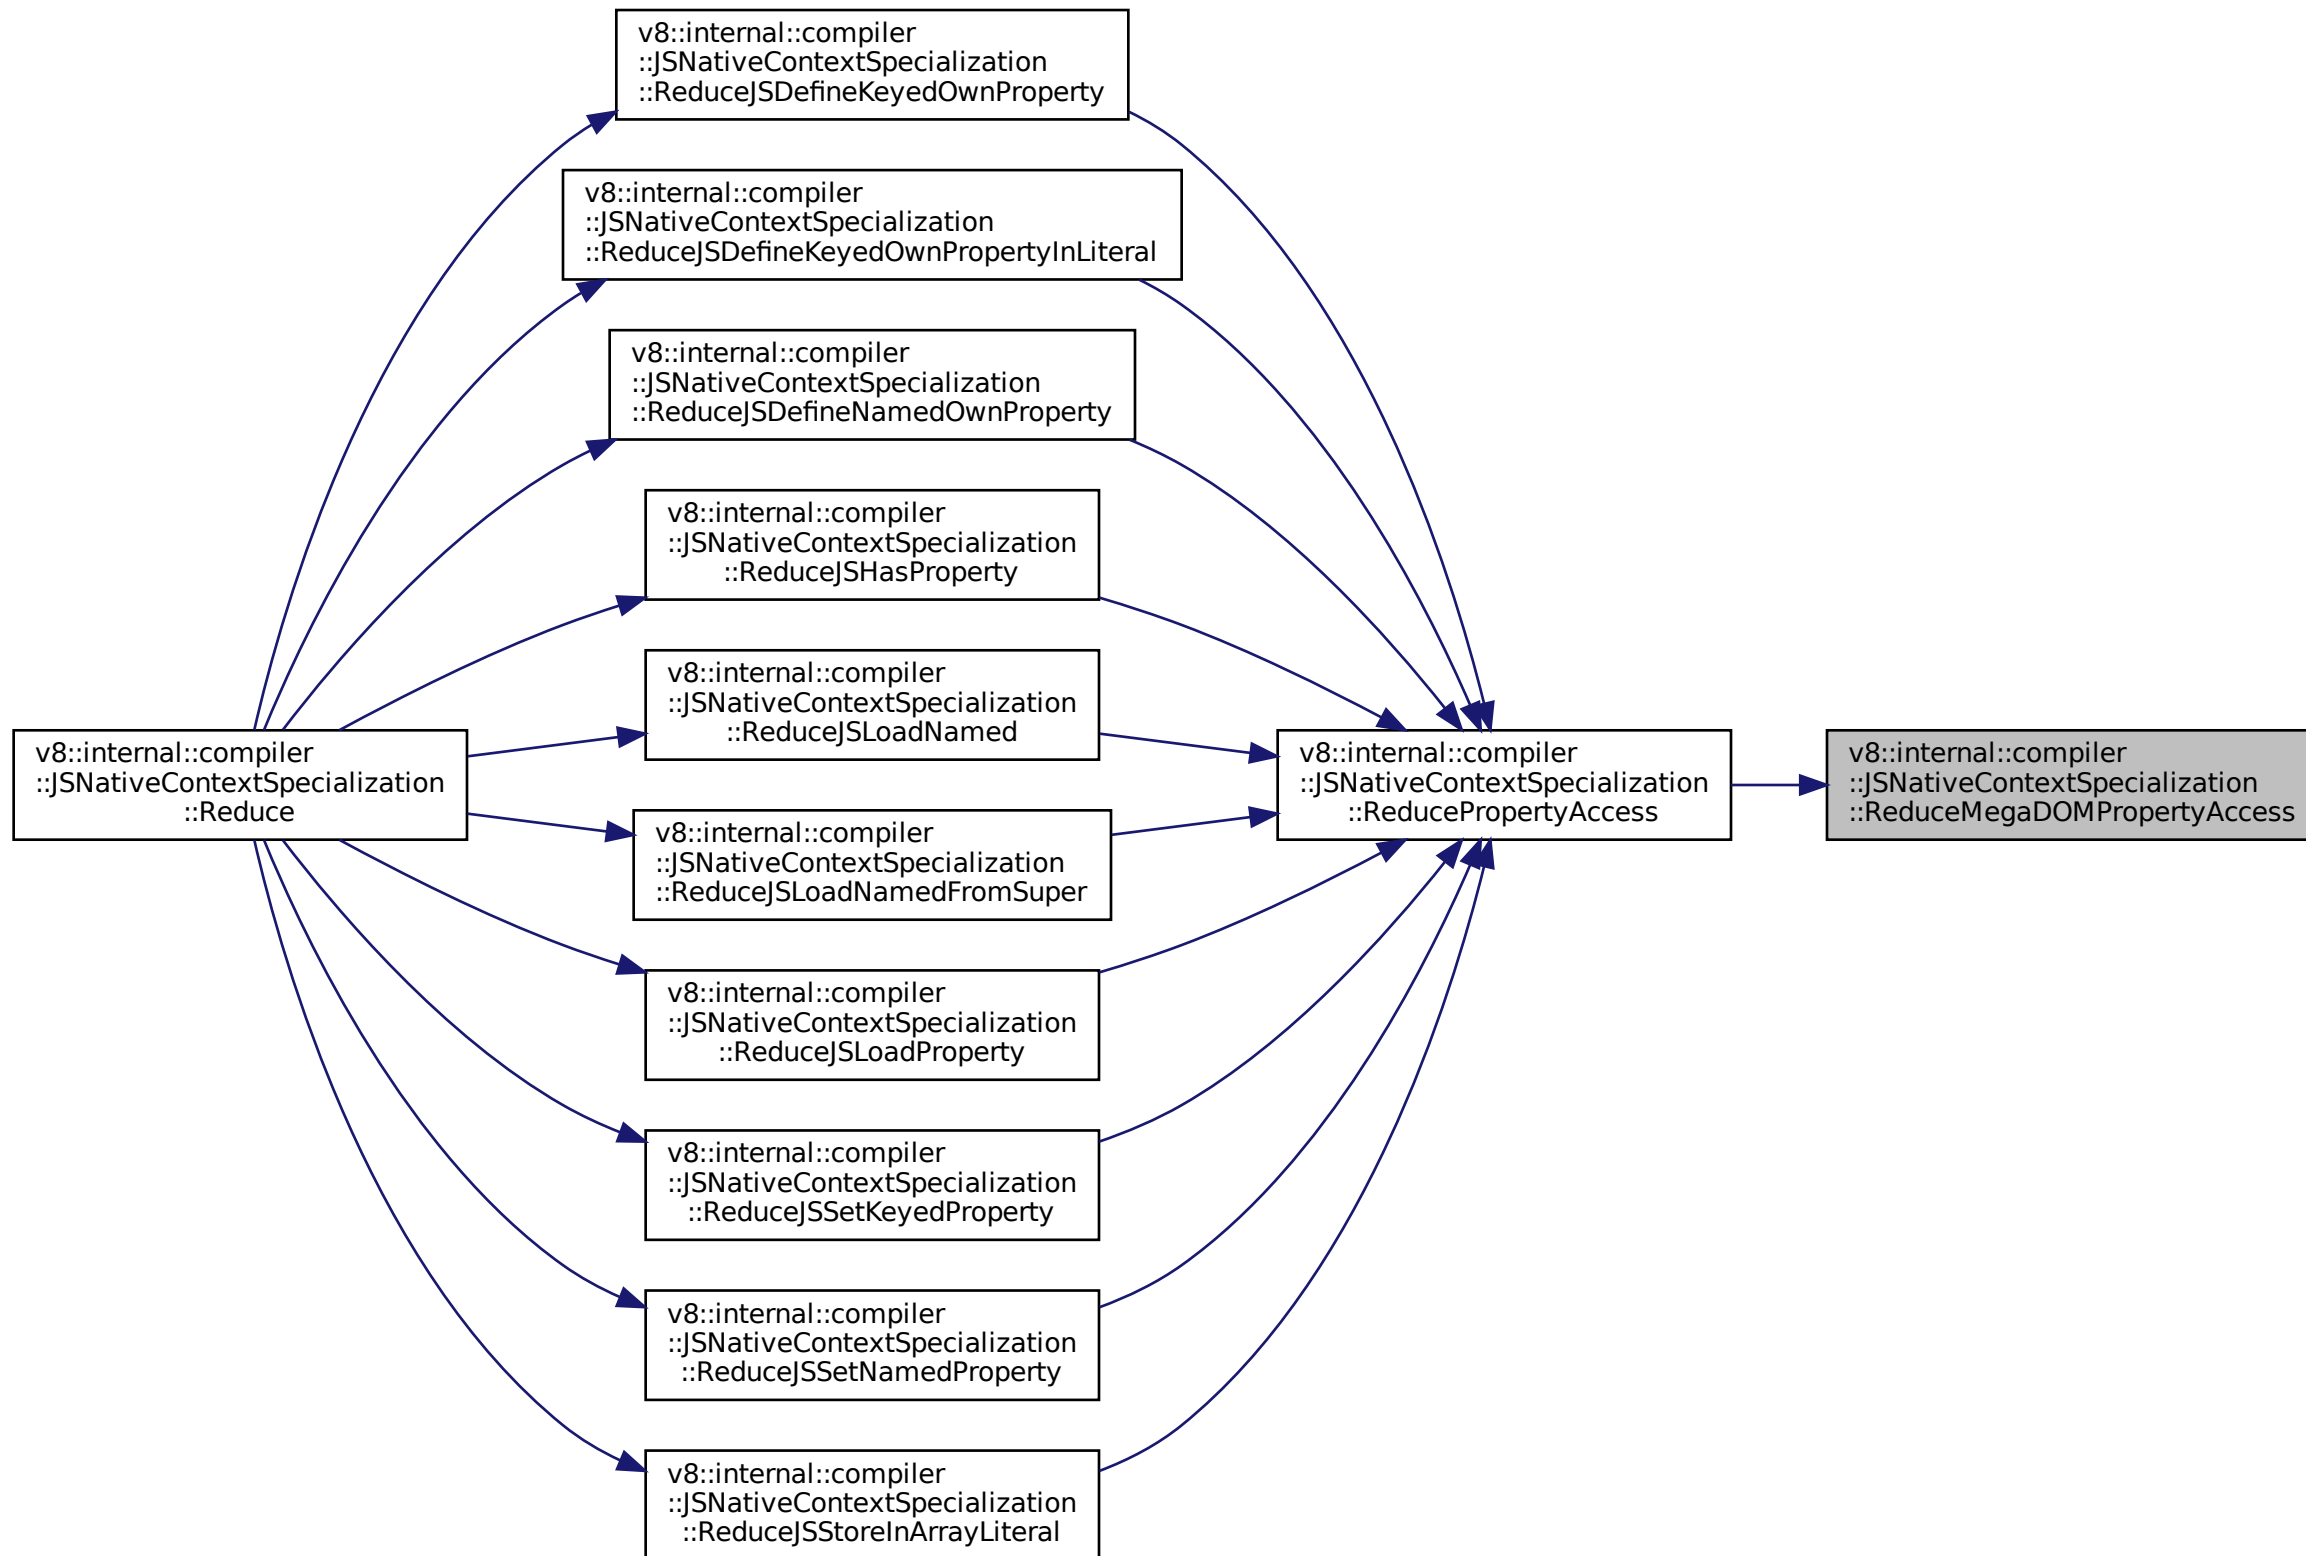 v8::internal::compiler
::JSNativeContextSpecialization
::ReduceJSDefineKeyedOwnProperty
v8::internal::compiler
::JSNativeContextSpecialization
::ReduceJSDefineKeyedOwnPropertyInLiteral
v8::internal::compiler
::JSNativeContextSpecialization
::ReduceJSDefineNamedOwnProperty
v8::internal::compiler
::JSNativeContextSpecialization
::ReduceJSHasProperty
v8::internal::compiler
::JSNativeContextSpecialization
::ReduceJSLoadNamed
v8::internal::compiler
::JSNativeContextSpecialization
::Reduce
v8::internal::compiler
::JSNativeContextSpecialization
::ReducePropertyAccess
v8::internal::compiler
::JSNativeContextSpecialization
::ReduceMegaDOMPropertyAccess
v8::internal::compiler
::JSNativeContextSpecialization
::ReduceJSLoadNamedFromSuper
v8::internal::compiler
::JSNativeContextSpecialization
::ReduceJSLoadProperty
v8::internal::compiler
::JSNativeContextSpecialization
::ReduceJSSetKeyedProperty
v8::internal::compiler
::JSNativeContextSpecialization
::ReduceJSSetNamedProperty
v8::internal::compiler
::JSNativeContextSpecialization
::ReduceJSStoreInArrayLiteral